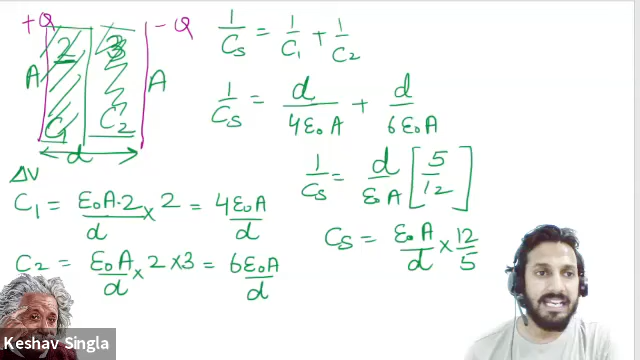 +Q
-Q
2 3
A A
C₁ C₂
d
ΔV
C₁ = ε₀A·2/d × 2 = 4ε₀A/d
C₂ = ε₀A/d × 2 × 3 = 6ε₀A/d
1/Cs = 1/C₁ + 1/C₂
1/Cs = d/4ε₀A + d/6ε₀A
1/Cs = d/ε₀A [5/12]
Cs = ε₀A/d × 12/5
Keshav Singla